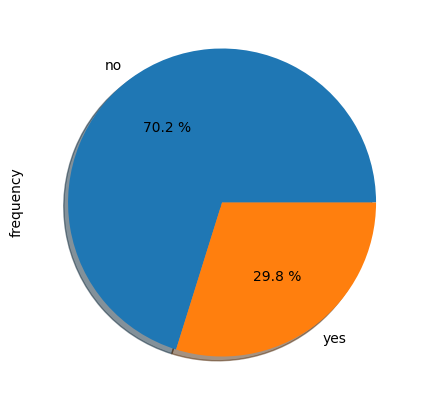 no
70.2 %
frequency
29.8 %
yes